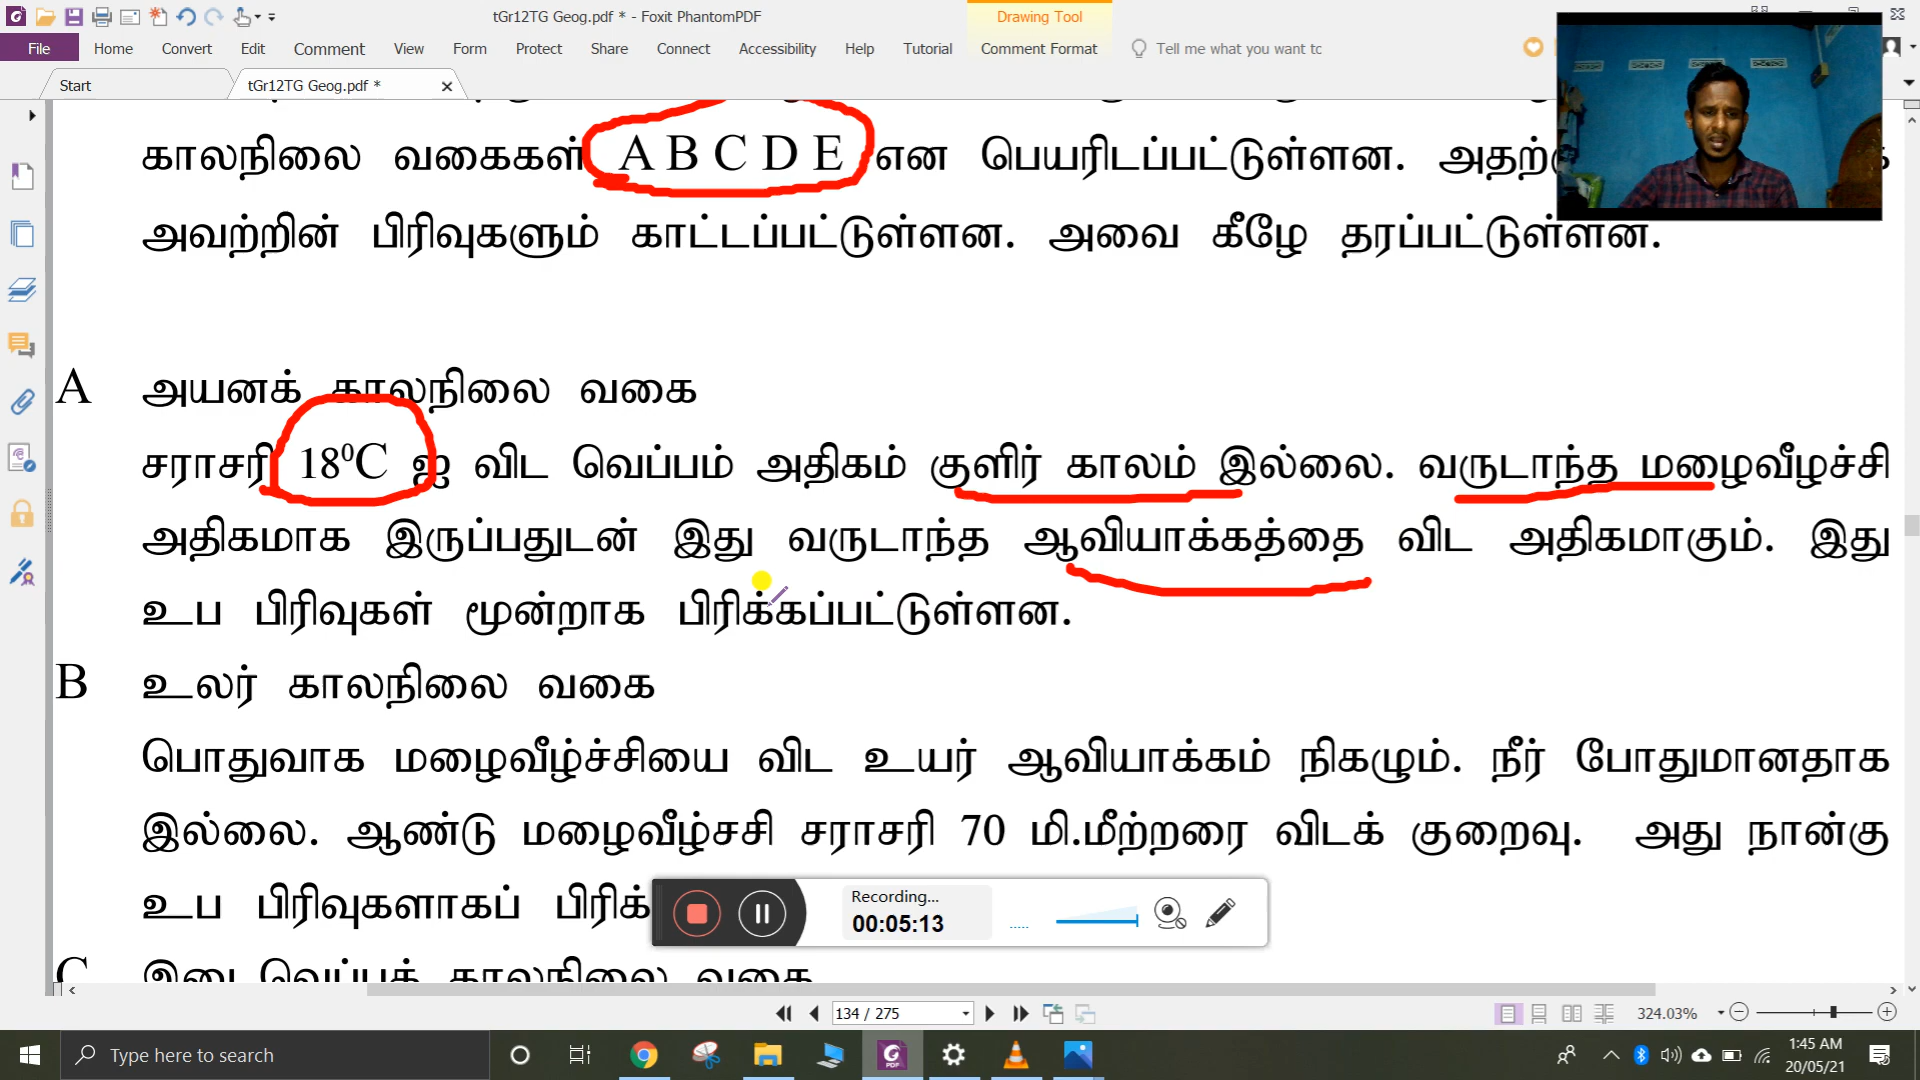 tGr12TG Geog.pdf * - Foxit PhantomPDF
Drawing Tool
File Home Convert Edit Comment View Form Protect Share Connect Accessibility Help Tutorial Comment Format Tell me what you want tc
Start tGr12TG Geog.pdf *
காலநிலை வகைகள் A B C D E என பெயரிடப்பட்டுள்ளன.
அவற்றின் பிரிவுகளும் காட்டப்பட்டுள்ளன. அவை கீழே தரப்பட்டுள்ளன.
A அயனக் காலநிலை வகை
சராசரி 18⁰C ஐ விட வெப்பம் அதிகம் குளிர் காலம் இல்லை. வருடாந்த மழைவீழச்சி
அதிகமாக இருப்பதுடன் இது வருடாந்த ஆவியாக்கத்தை விட அதிகமாகும். இது
உப பிரிவுகள் மூன்றாக பிரிக்கப்பட்டுள்ளன.
B உலர் காலநிலை வகை
பொதுவாக மழைவீழ்ச்சியை விட உயர் ஆவியாக்கம் நிகழும். நீர் போதுமானதாக
இல்லை. ஆண்டு மழைவீழ்சசி சராசரி 70 மி.மீற்றரை விடக் குறைவு. அது நான்கு
உப பிரிவுகளாகப்
Recording...
00:05:13
C இடைவெப்பக் காலநிலை வகை
134 / 275
324.03%
Type here to search
1:45 AM
20/05/21